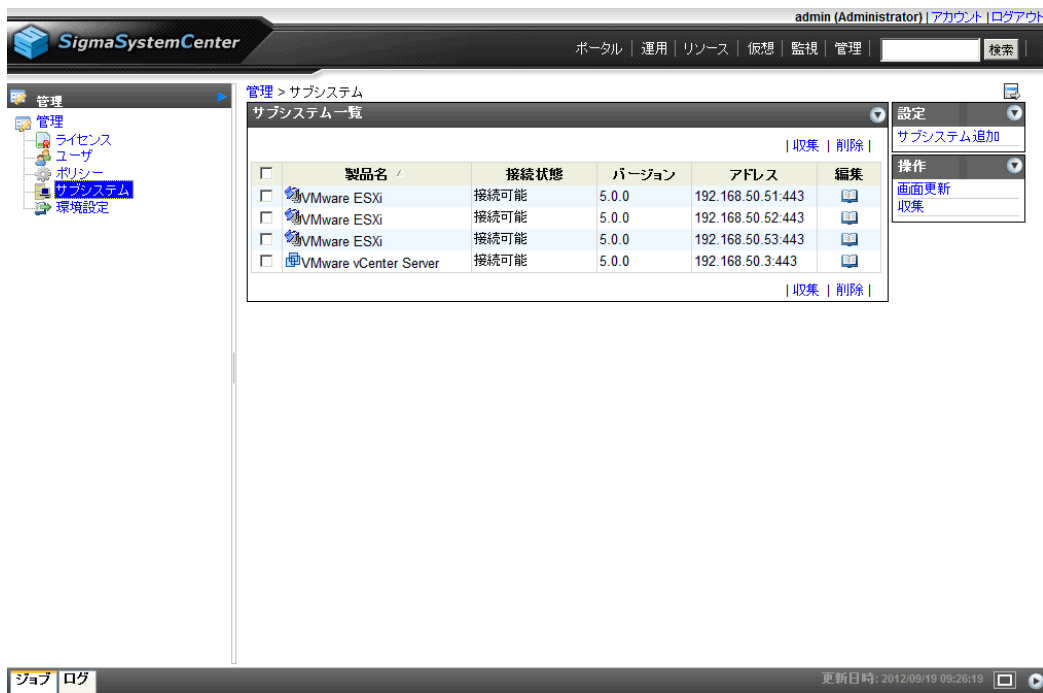 admin (Administrator) | アカウント | ログアウト
SigmaSystemCenter
ポータル | 運用 | リソース | 仮想 | 監視 | 管理 | 検索
管理
管理
ライセンス
ユーザ
ポリシー
サブシステム
環境設定
管理 > サブシステム
サブシステム一覧
| 収集 | 削除 |
製品名 接続状態 バージョン アドレス 編集
VMware ESXi 接続可能 5.0.0 192.168.50.51:443
VMware ESXi 接続可能 5.0.0 192.168.50.52:443
VMware ESXi 接続可能 5.0.0 192.168.50.53:443
VMware vCenter Server 接続可能 5.0.0 192.168.50.3:443
| 収集 | 削除 |
設定
サブシステム追加
操作
画面更新
収集
ジョブ ログ
更新日時: 2012/09/19 09:26:19